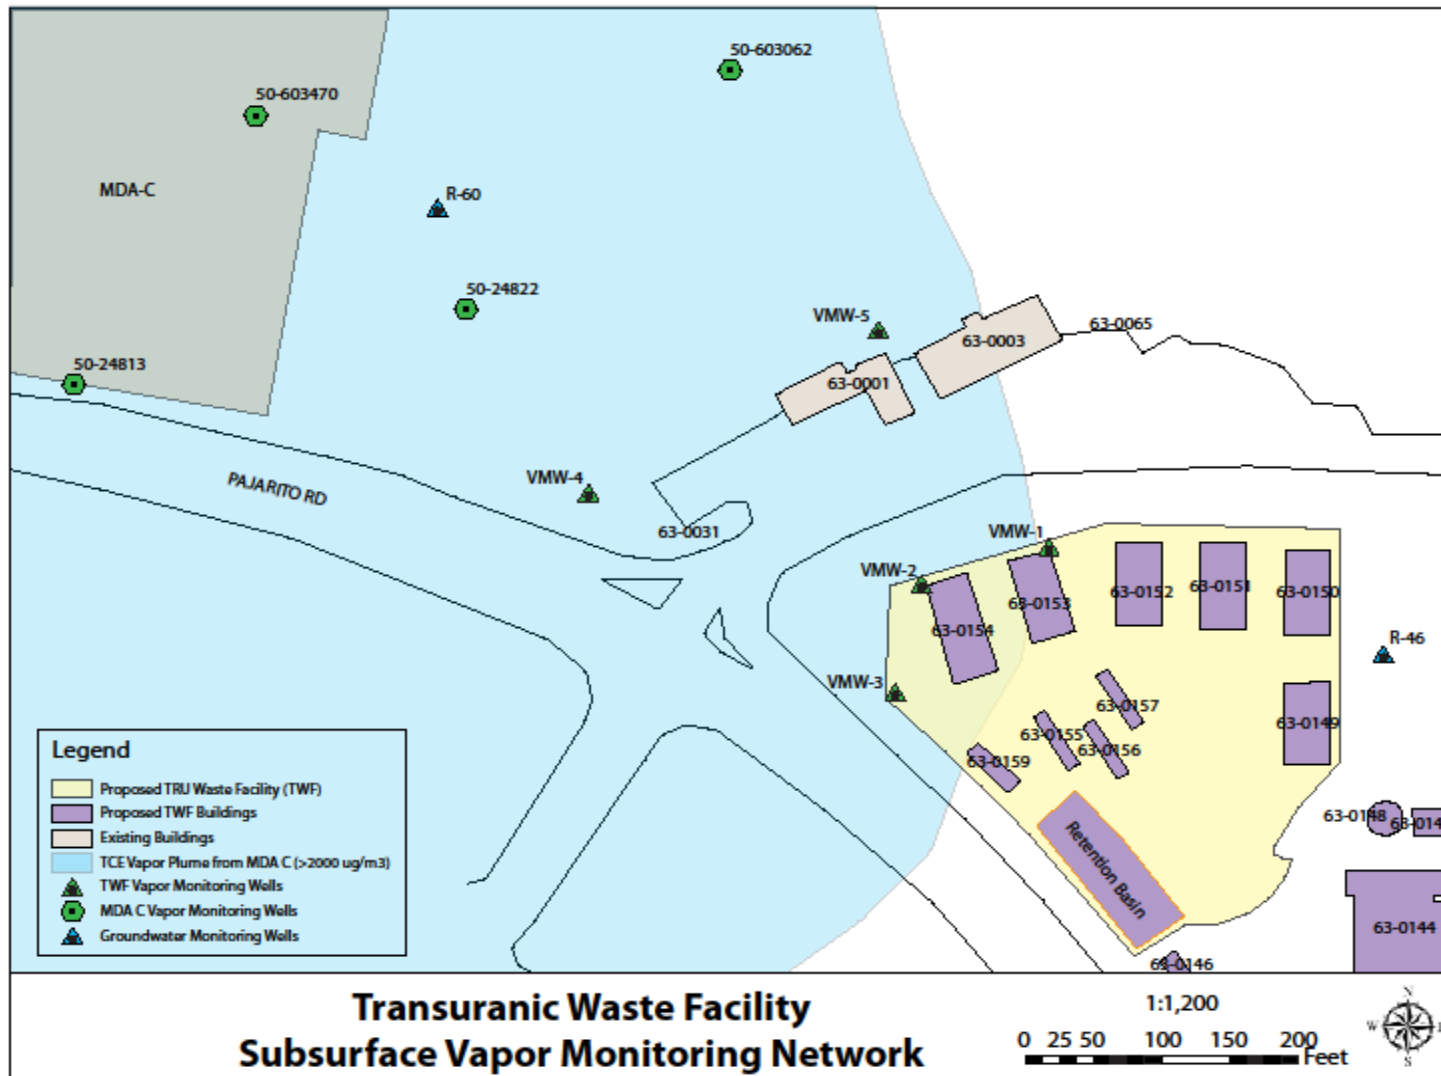 50-603062
50-603470
MDA-C
R-60
50-24822
VMW-5
63-0065
63-0003
50-24813
63-0001
PAJARITO RD
VMW-4
63-0031
VMW-1
VMW-2
63-0154
63-0153
63-0152
63-0151
63-0150
R-46
VMW-3
63-0157
63-0149
63-0155
63-0156
63-0159
63-0148
63-014
Retention Basin
63-0144
63-0146
Legend
Proposed TRU Waste Facility (TWF)
Proposed TWF Buildings
Existing Buildings
TCE Vapor Plume from MDA C (>2000 ug/m3)
TWF Vapor Monitoring Wells
MDA C Vapor Monitoring Wells
Groundwater Monitoring Wells
Transuranic Waste Facility
Subsurface Vapor Monitoring Network
1:1,200
0 25 50 100 150 200
Feet
N
W
S